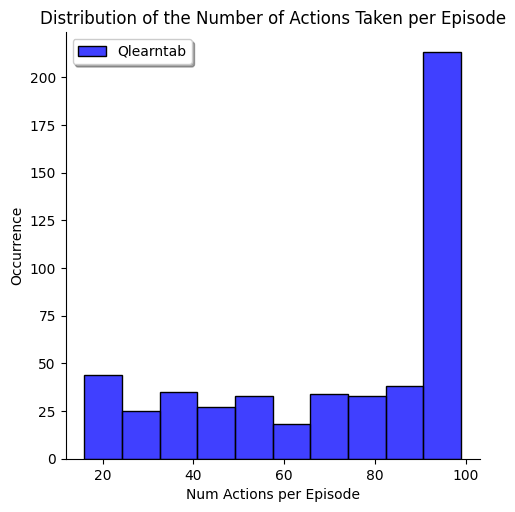 Distribution of the Number of Actions Taken per Episode
Qlearntab
200
175
150
125
100
75
50
25
0
Occurrence
20 40 60 80 100
Num Actions per Episode